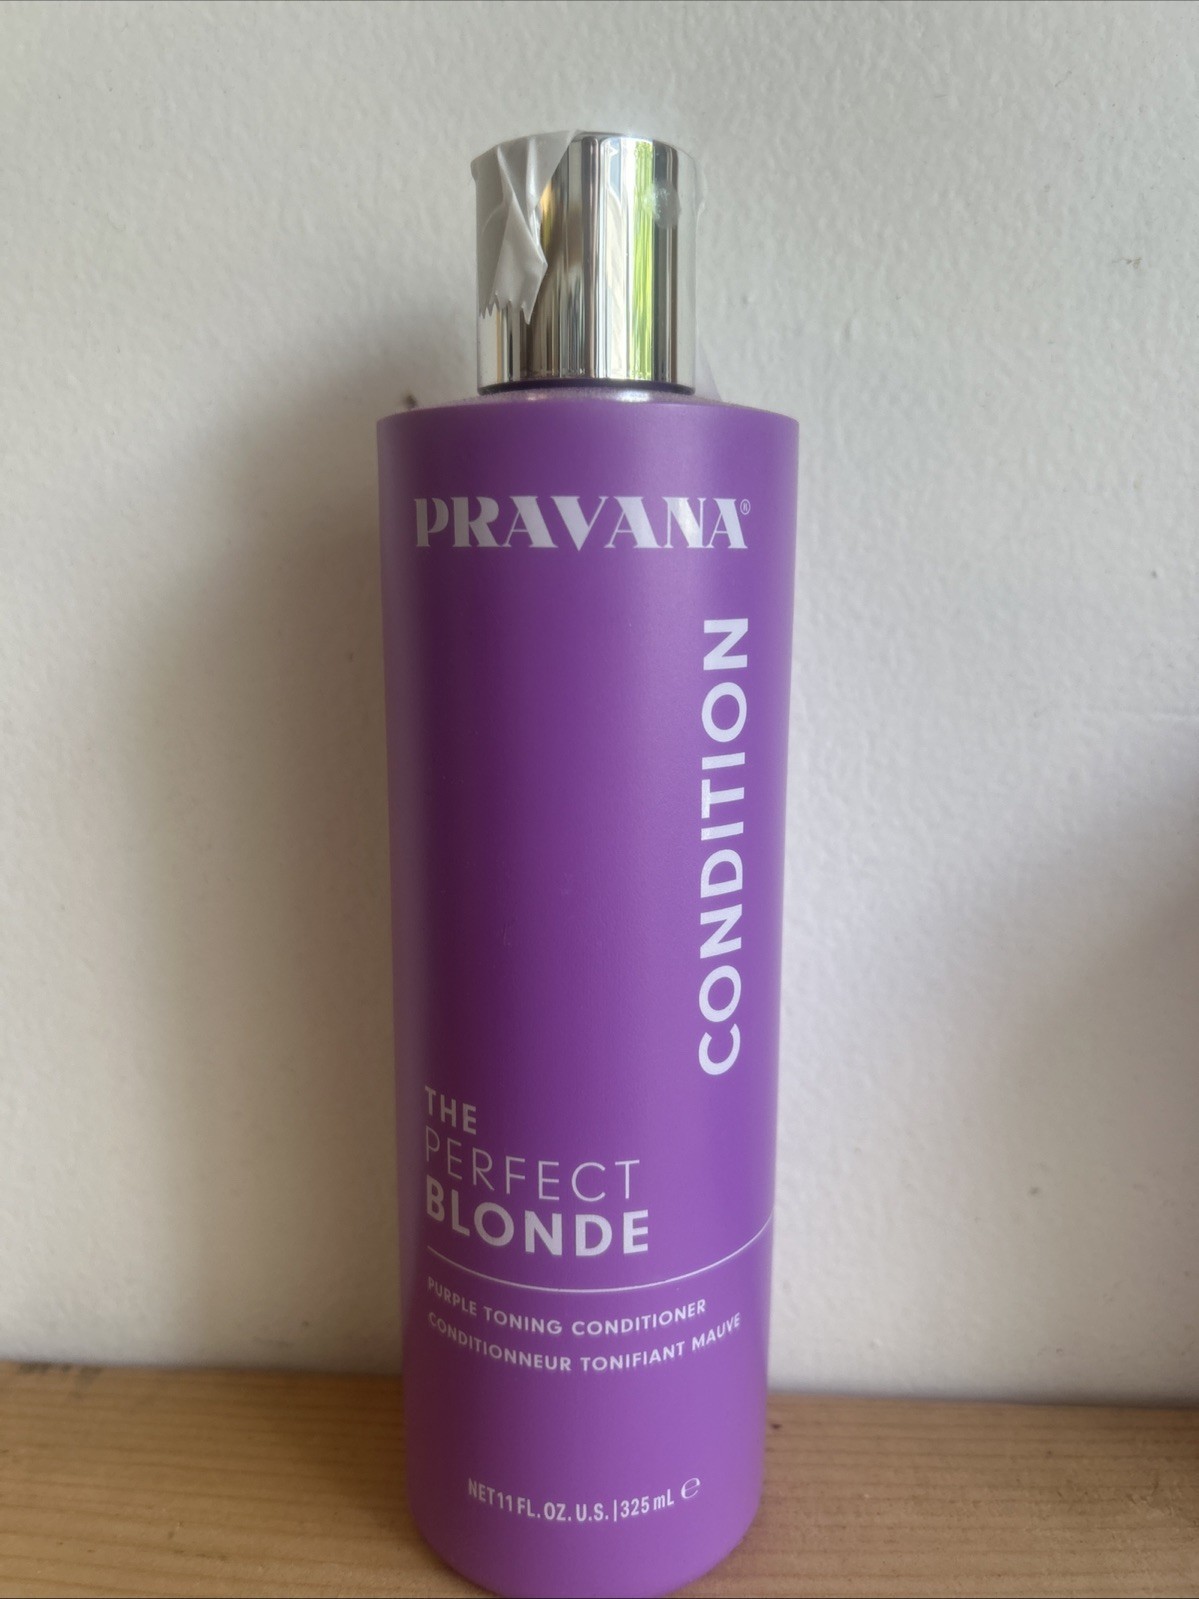 PRAVANA®
CONDITION
THE
PERFECT
BLONDE
PURPLE TONING CONDITIONER
CONDITIONNEUR TONIFIANT MAUVE
NET 11 FL. OZ. U.S. | 325 mL ℮